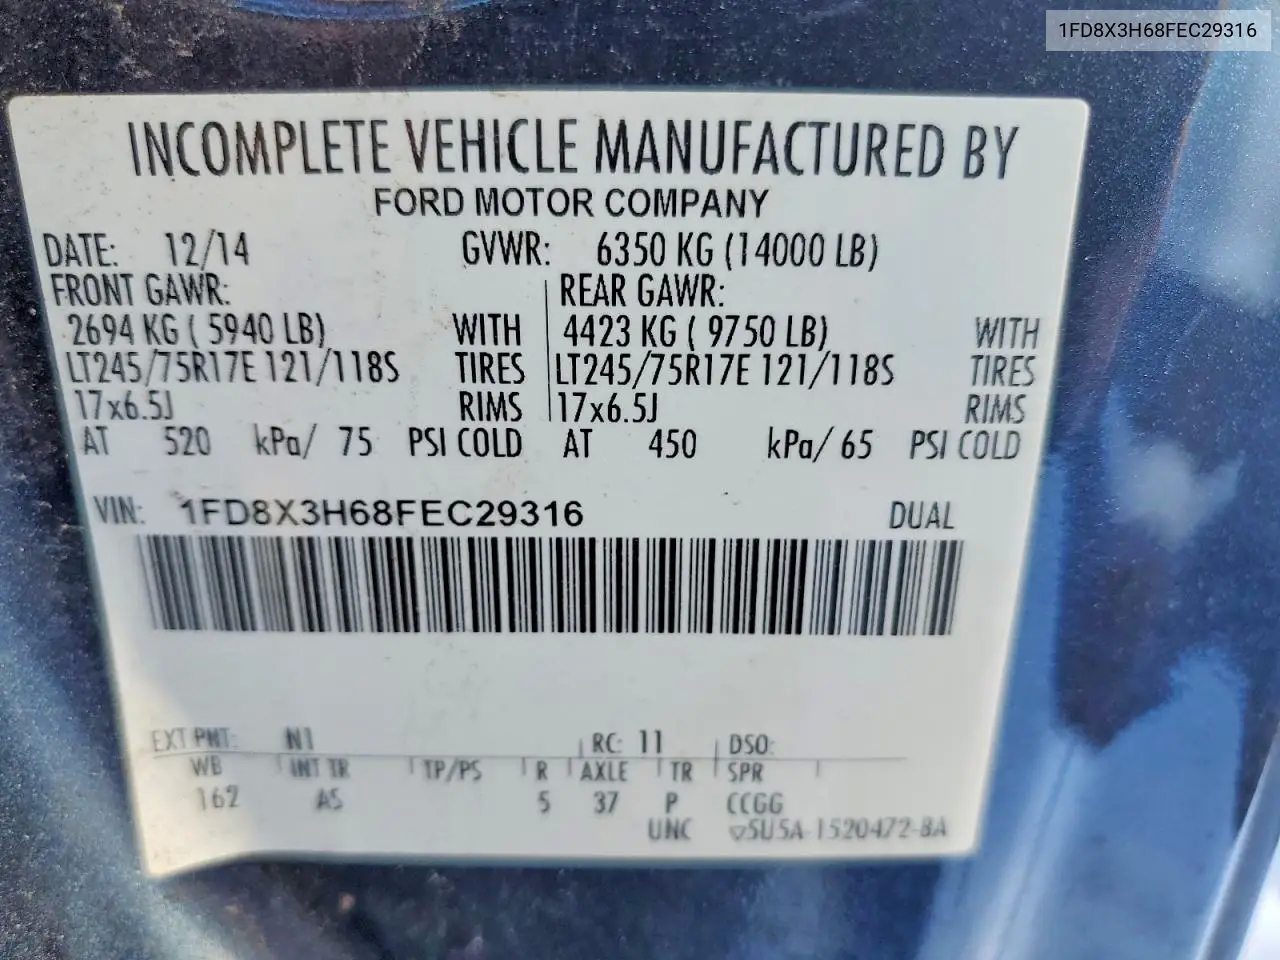 1FD8X3H68FEC29316
INCOMPLETE VEHICLE MANUFACTURED BY
FORD MOTOR COMPANY
DATE: 12/14 GVWR: 6350 KG (14000 LB)
FRONT GAWR: REAR GAWR:
2694 KG ( 5940 LB) WITH 4423 KG ( 9750 LB) WITH
LT245/75R17E 121/118S TIRES LT245/75R17E 121/118S TIRES
17x6.5J RIMS 17x6.5J RIMS
AT 520 kPa/ 75 PSI COLD AT 450 kPa/ 65 PSI COLD
VIN: 1FD8X3H68FEC29316 DUAL
EXT PNT: N1 RC: 11 DSO:
WB INT TR TP/PS R AXLE TR SPR
162 AS 5 37 P CCGG
UNC ▽5U5A-1520472-BA